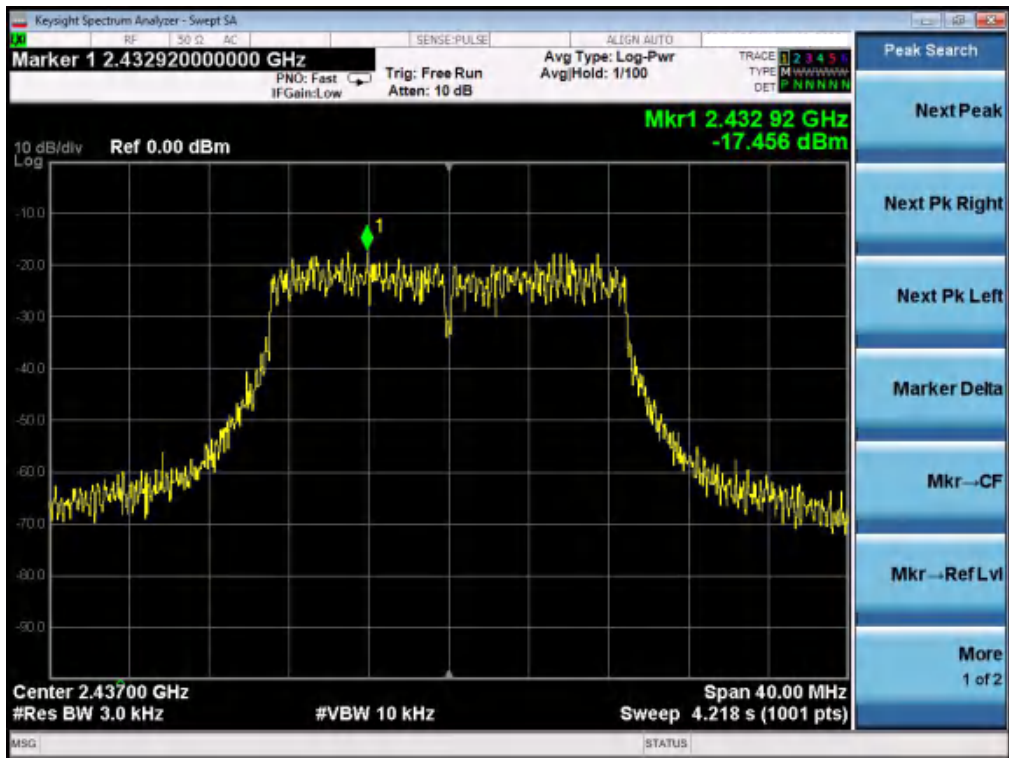 Keysight Spectrum Analyzer - Swept SA
LXI RF 50 Ω AC SENSE:PULSE ALIGN AUTO
Marker 1 2.432920000000 GHz
PNO: Fast
IFGain:Low
Trig: Free Run
Atten: 10 dB
Avg Type: Log-Pwr
Avg|Hold: 1/100
TRACE 1 2 3 4 5 6
TYPE M
DET P N N N N N
Mkr1 2.432 92 GHz
-17.456 dBm
10 dB/div Ref 0.00 dBm
Log
-10.0
-20.0
-30.0
-40.0
-50.0
-60.0
-70.0
-80.0
-90.0
1
Center 2.43700 GHz
Span 40.00 MHz
#Res BW 3.0 kHz
#VBW 10 kHz
Sweep 4.218 s (1001 pts)
MSG
STATUS
Peak Search
Next Peak
Next Pk Right
Next Pk Left
Marker Delta
Mkr→CF
Mkr→Ref Lvl
More
1 of 2